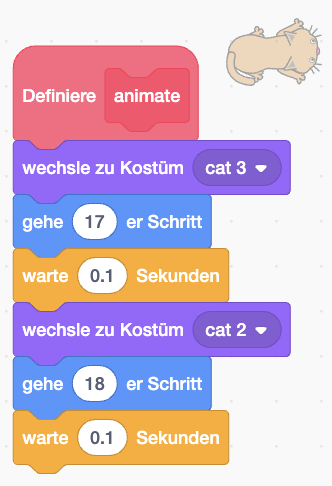 Definiere animate
wechsle zu Kostüm cat 3
gehe 17 er Schritt
warte 0.1 Sekunden
wechsle zu Kostüm cat 2
gehe 18 er Schritt
warte 0.1 Sekunden